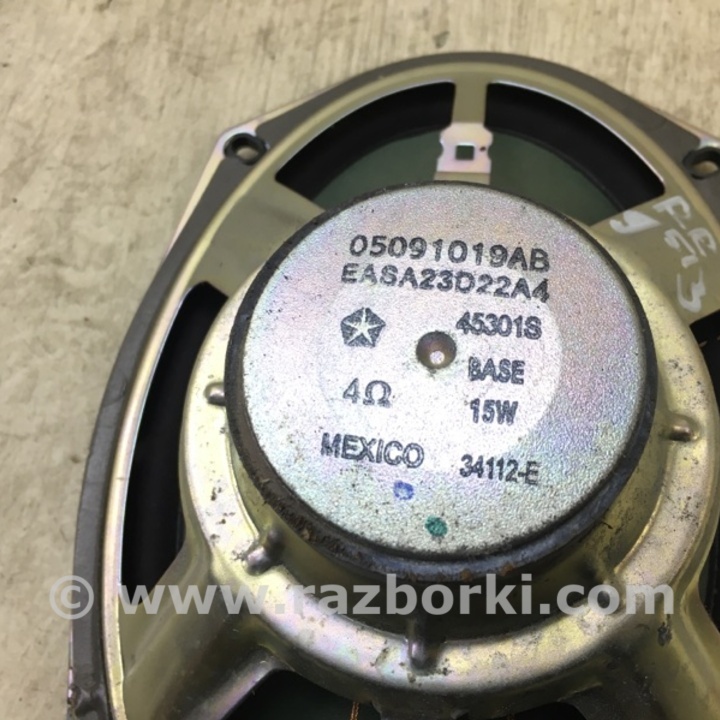 05091019AB
EASA23D22A4
45301S
BASE
4Ω
15W
MEXICO 34112-E
© www.razborki.com